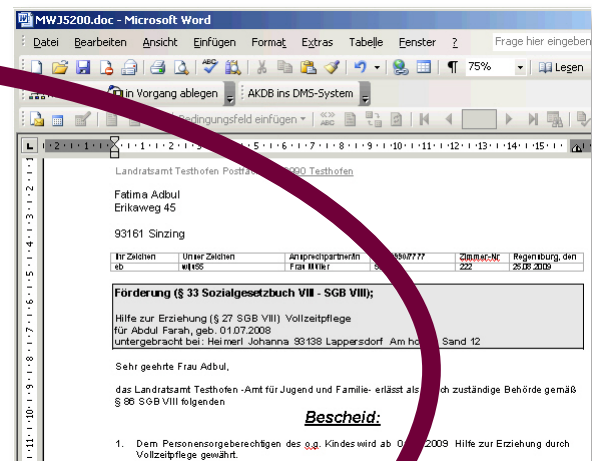 MWJ5200.doc - Microsoft Word
Datei Bearbeiten Ansicht Einfügen Format Extras Tabelle Fenster ? Frage hier eingeben
75% Lesen
in Vorgang ablegen AKDB ins DMS-System
Bedingungsfeld einfügen
Landratsamt Testhofen 93090 Testhofen
Fatima Adbul
Erikaweg 45
93161 Sinzing
Ihr Zeichen Unser Zeichen Ansprechpartner/in Zimmer-Nr Regensburg, den
eb wj5200 Frau Müller 222 25.08.2009
Förderung (§ 33 Sozialgesetzbuch VIII - SGB VIII);
Hilfe zur Erziehung (§ 27 SGB VIII) Vollzeitpflege
für Abdul Farah, geb. 01.07.2008
untergebracht bei: Heimerl Johanna 93138 Lappersdorf Am Sand 12
Sehr geehrte Frau Adbul,
das Landratsamt Testhofen -Amt für Jugend und Familie- erlässt als zuständige Behörde gemäß
§ 86 SGB VIII folgenden
Bescheid:
1. Dem Personensorgeberechtigen des o.g. Kindes wird ab 2009 Hilfe zur Erziehung durch
Vollzeitpflege gewährt.